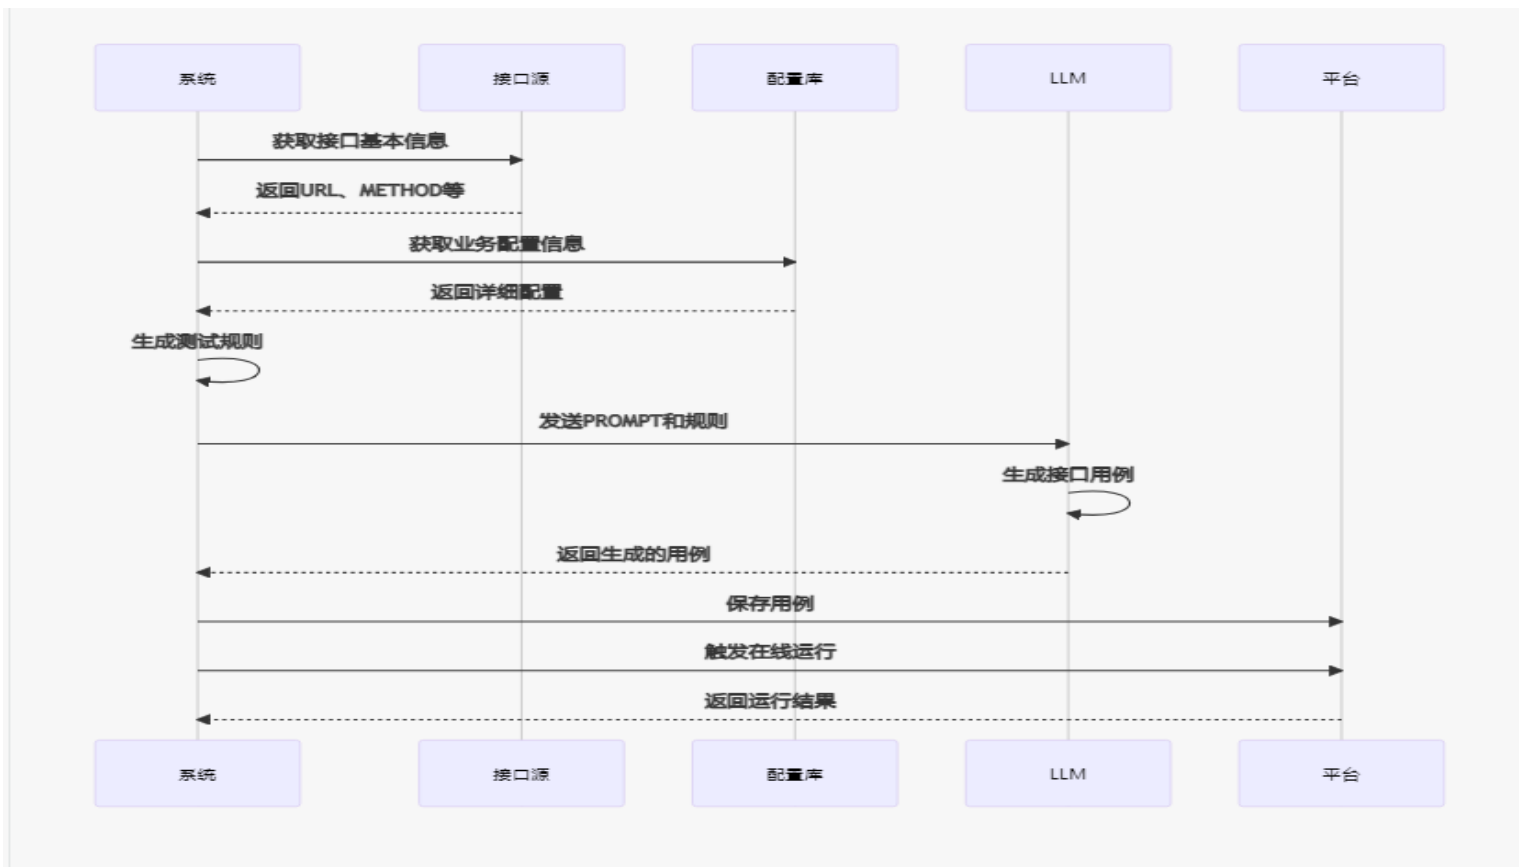 系统
接口源
配置库
LLM
平台
获取接口基本信息
返回URL、METHOD等
获取业务配置信息
返回详细配置
生成测试规则
发送PROMPT和规则
生成接口用例
返回生成的用例
保存用例
触发在线运行
返回运行结果
系统
接口源
配置库
LLM
平台